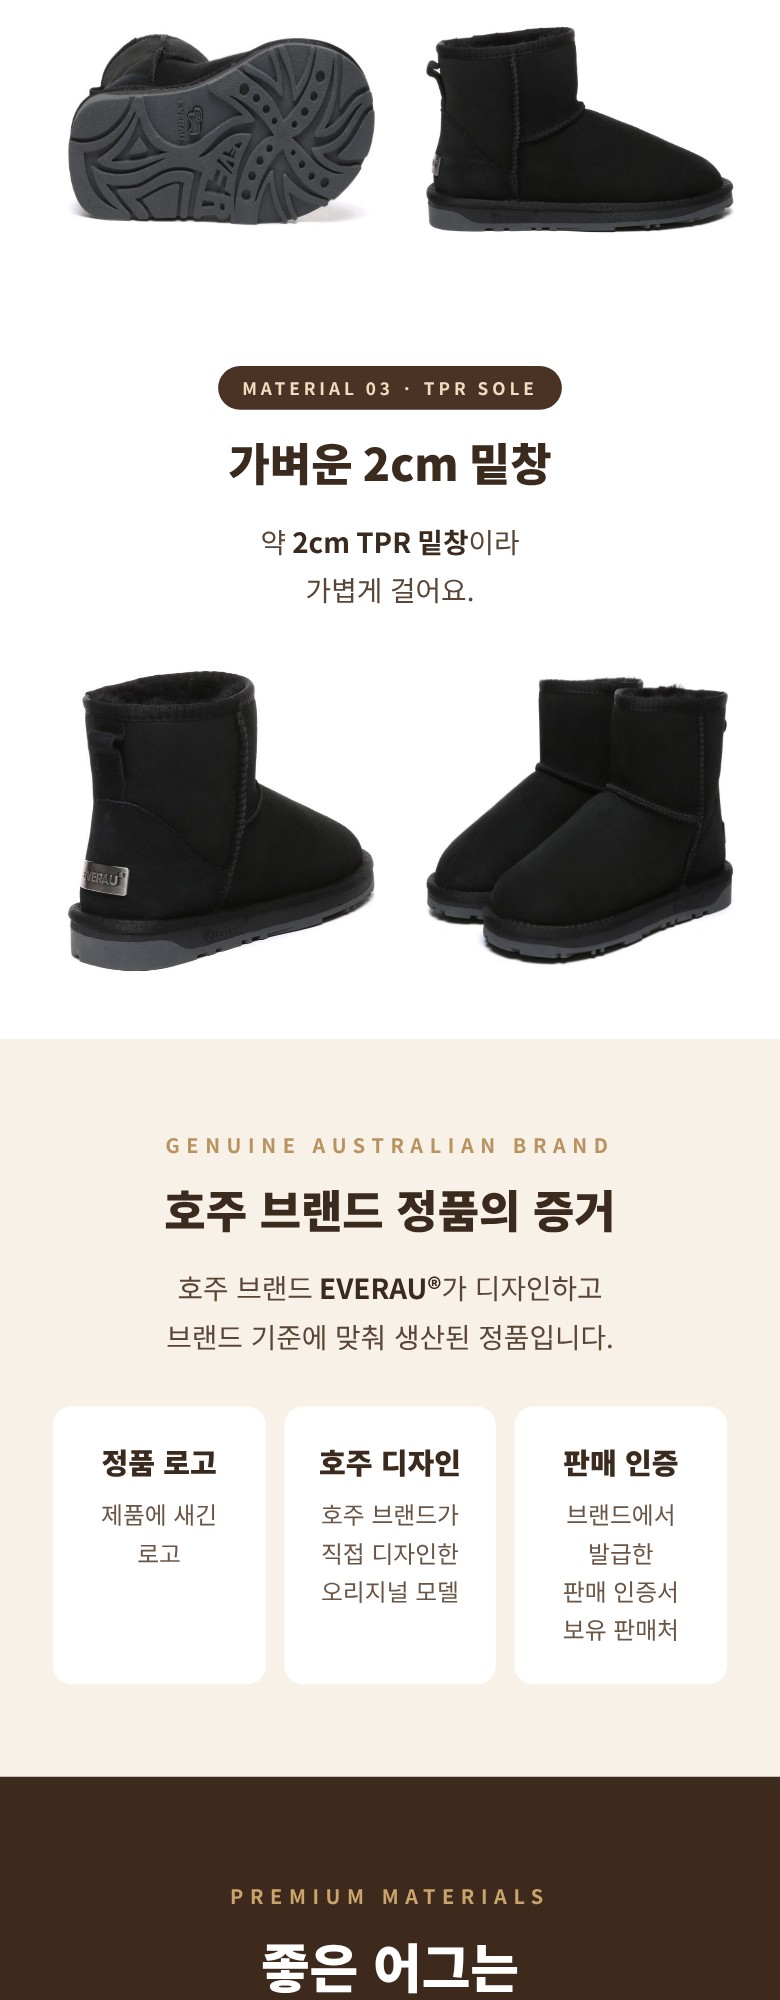 EVERAU
MATERIAL 03 · TPR SOLE
가벼운 2cm 밑창
약 2cm TPR 밑창이라
가볍게 걸어요.
EVERAU
GENUINE AUSTRALIAN BRAND
호주 브랜드 정품의 증거
호주 브랜드 EVERAU®가 디자인하고
브랜드 기준에 맞춰 생산된 정품입니다.
정품 로고
제품에 새긴
로고
호주 디자인
호주 브랜드가
직접 디자인한
오리지널 모델
판매 인증
브랜드에서
발급한
판매 인증서
보유 판매처
PREMIUM MATERIALS
좋은 어그는